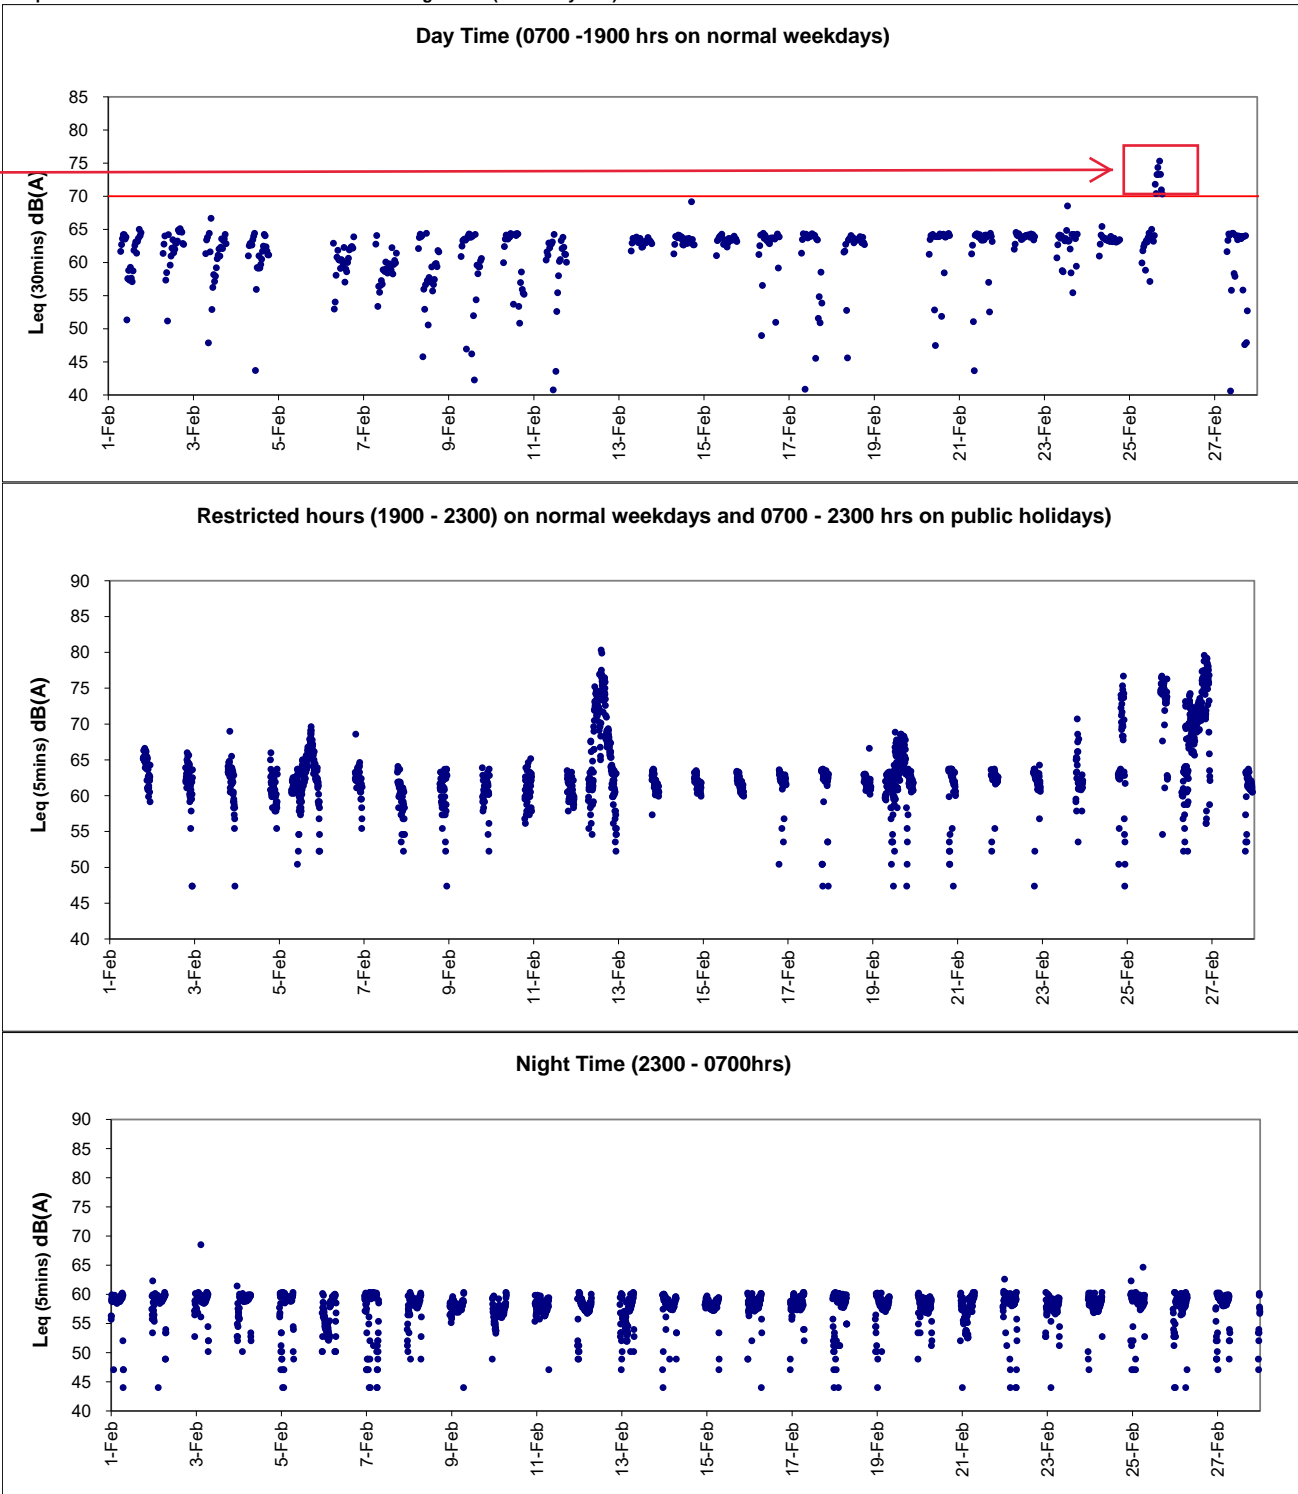 Day Time (0700 -1900 hrs on normal weekdays)
85
80
75
70
65
60
55
50
45
40
Leq (30mins) dB(A)
1-Feb
3-Feb
5-Feb
7-Feb
9-Feb
11-Feb
13-Feb
15-Feb
17-Feb
19-Feb
21-Feb
23-Feb
25-Feb
27-Feb
Restricted hours (1900 - 2300) on normal weekdays and 0700 - 2300 hrs on public holidays)
90
85
80
75
70
65
60
55
50
45
40
Leq (5mins) dB(A)
1-Feb
3-Feb
5-Feb
7-Feb
9-Feb
11-Feb
13-Feb
15-Feb
17-Feb
19-Feb
21-Feb
23-Feb
25-Feb
27-Feb
Night Time (2300 - 0700hrs)
90
85
80
75
70
65
60
55
50
45
40
Leq (5mins) dB(A)
1-Feb
3-Feb
5-Feb
7-Feb
9-Feb
11-Feb
13-Feb
15-Feb
17-Feb
19-Feb
21-Feb
23-Feb
25-Feb
27-Feb